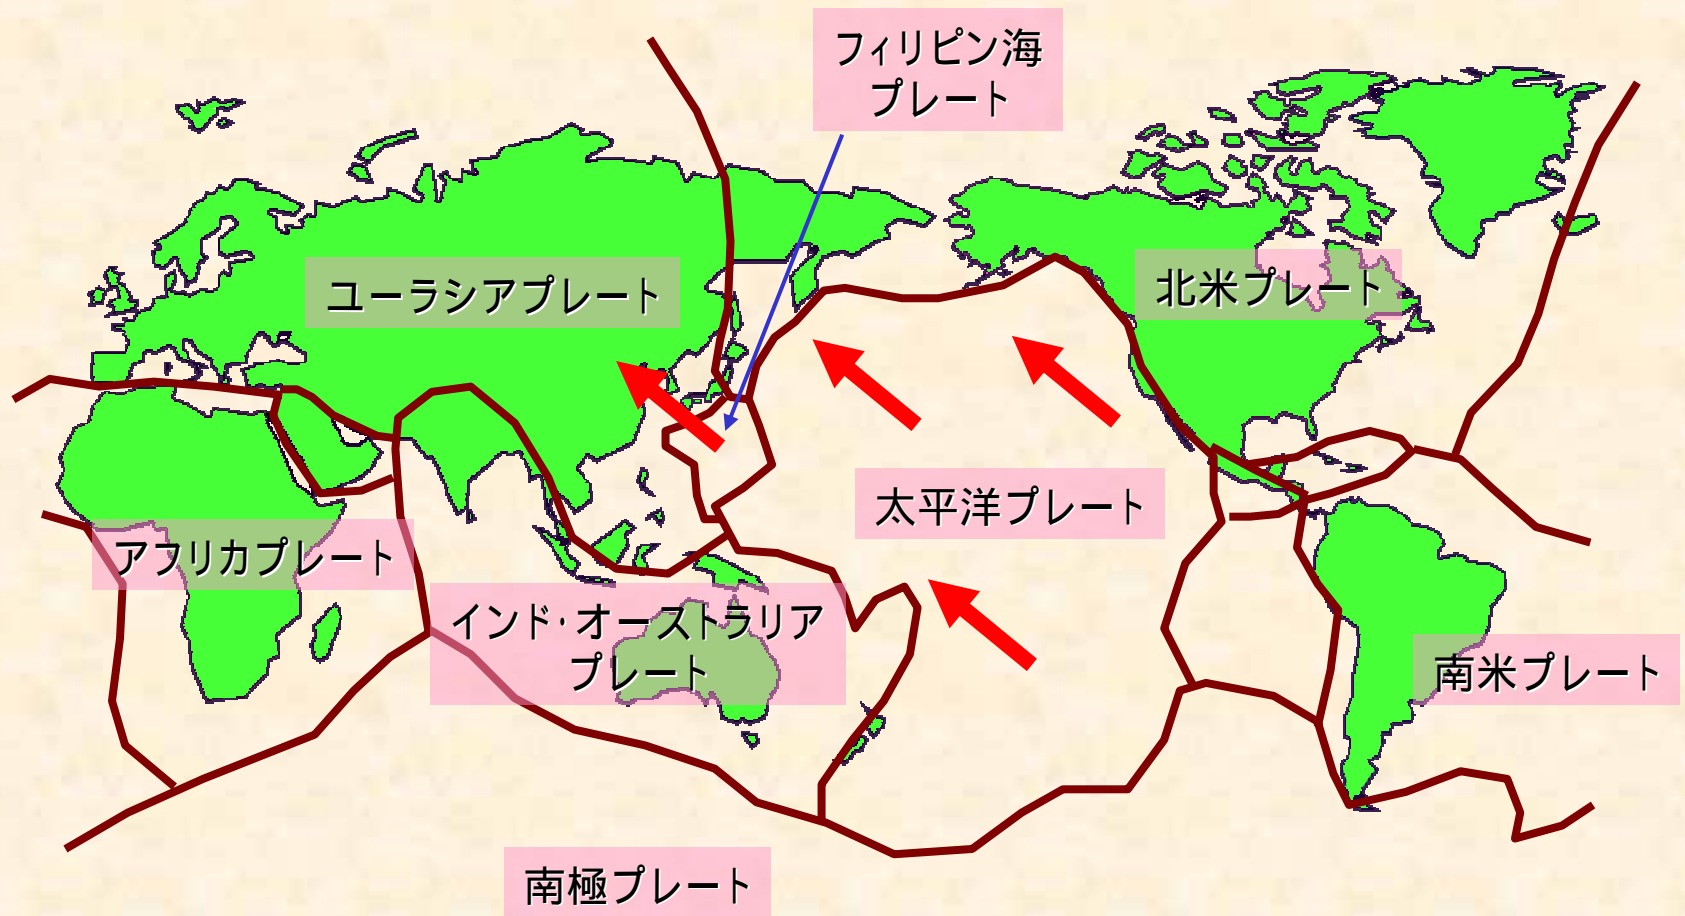 フィリピン海
プレート
ユーラシアプレート
北米プレート
太平洋プレート
アフリカプレート
インド・オーストラリア
プレート
南米プレート
南極プレート